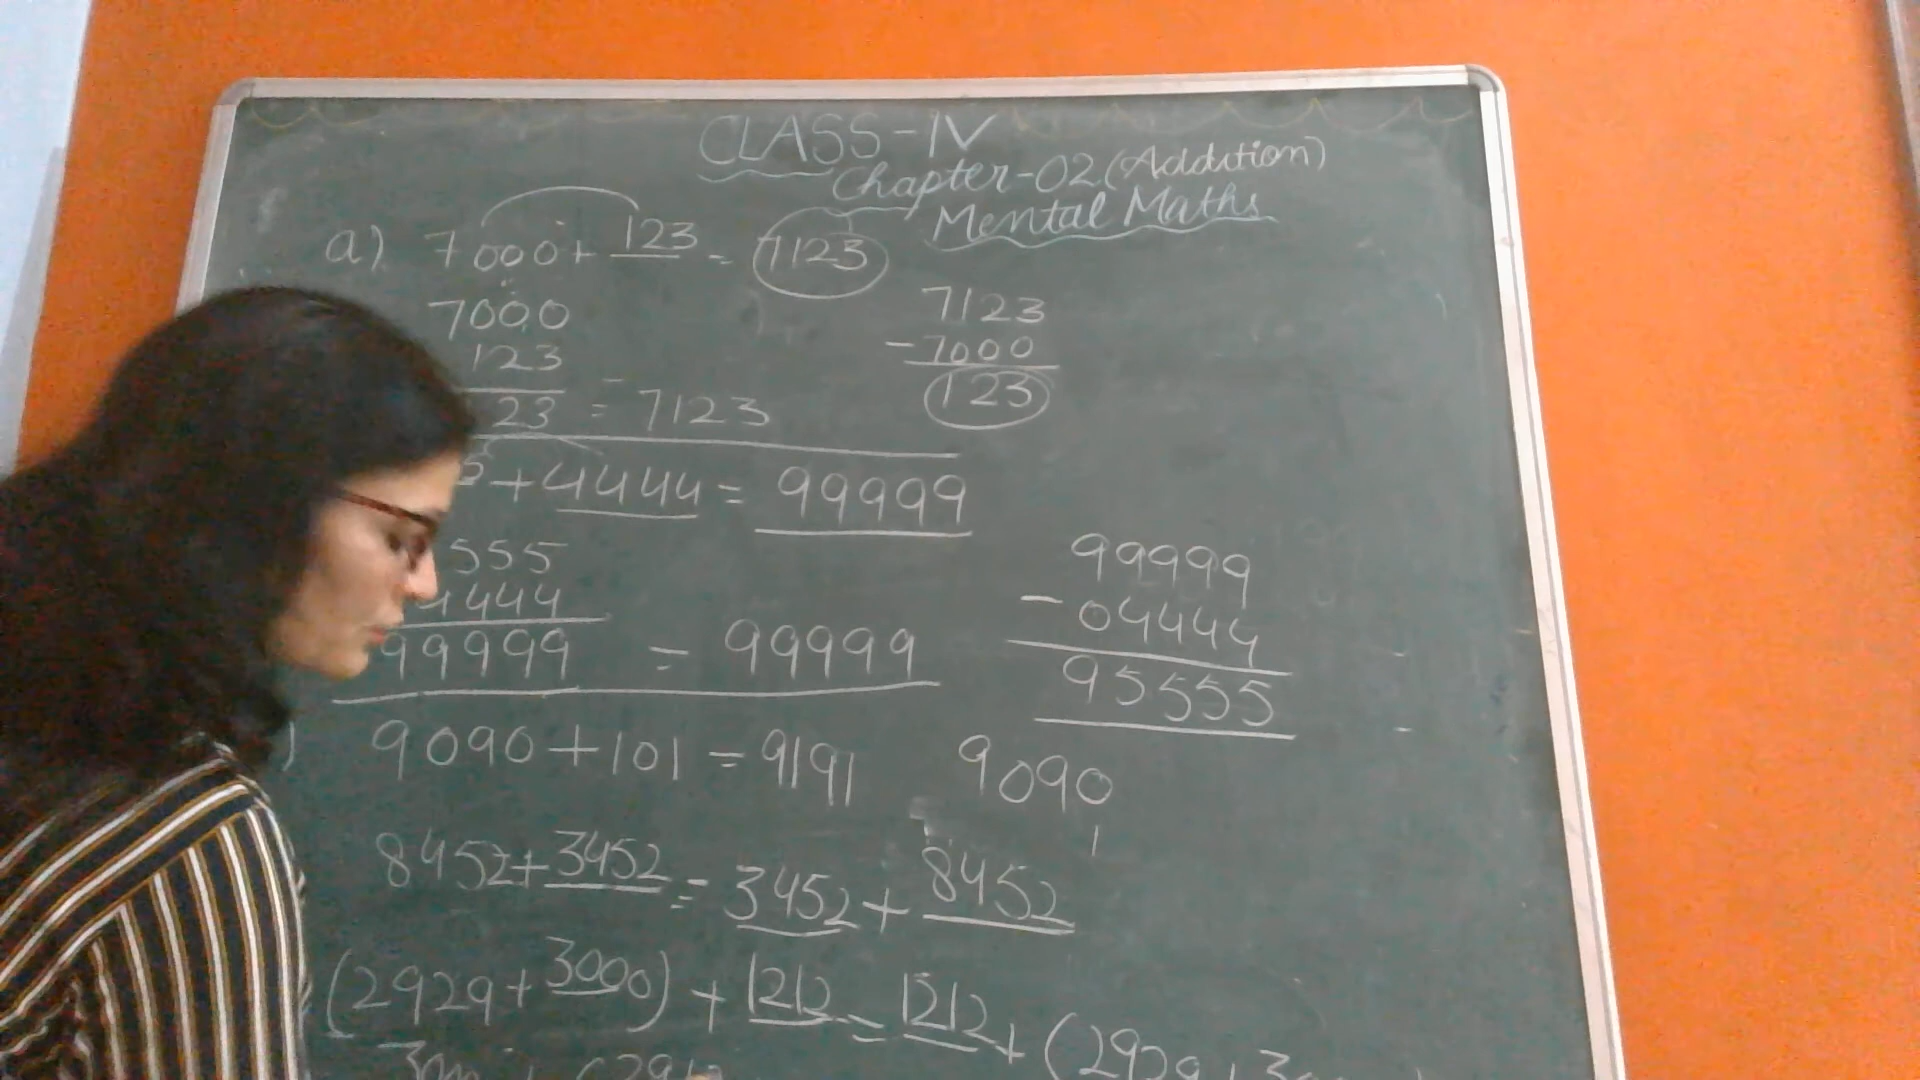 CLASS-IV
Chapter-02 (Addition)
Mental Maths
a) 7000 + 123 = 7123
7000
123
23 = 7123
7123
- 7000
123
5 + 4444 = 99999
555
4444
99999 = 99999
99999
- 04444
95555
) 9090 + 101 = 9191
9090
1
8452 + 3452 = 3452 + 8452
(2929 + 3000) + 1212 = 1212 + (2929 + 3